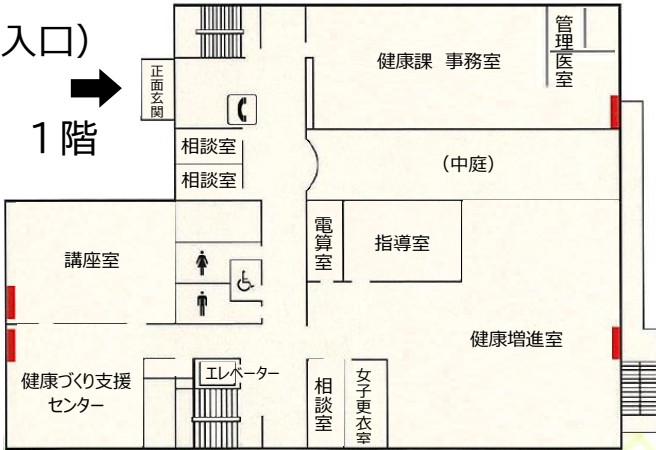 入口)
正面玄関
1階
健康課 事務室
管理医室
相談室
相談室
(中庭)
講座室
電算室
指導室
健康増進室
健康づくり支援
センター
エレベーター
相談室
女子更衣室